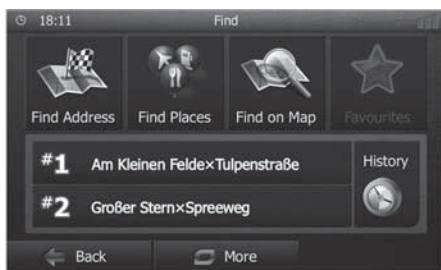 18:11 Find
Find Address Find Places Find on Map Favourites
#1 Am Kleinen Felde×Tulpenstraße History
#2 Großer Stern×Spreeweg
Back More